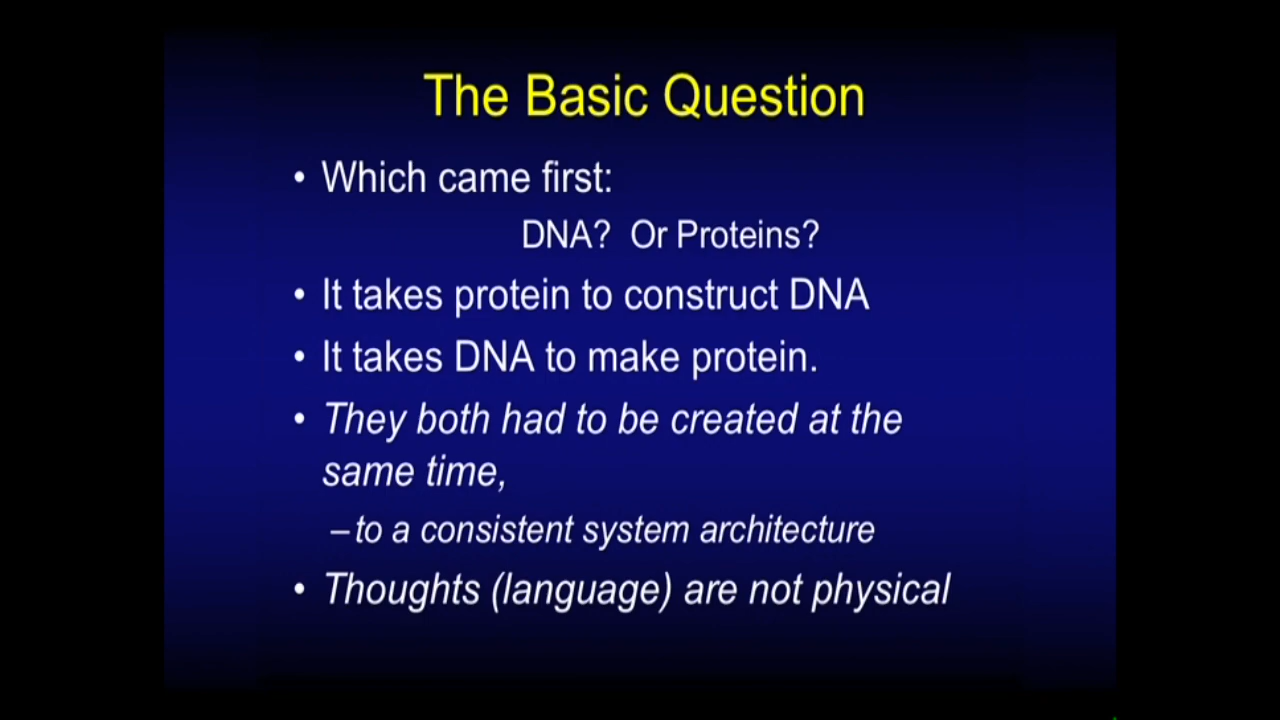 The Basic Question
• Which came first:
DNA? Or Proteins?
• It takes protein to construct DNA
• It takes DNA to make protein.
• They both had to be created at the
same time,
– to a consistent system architecture
• Thoughts (language) are not physical